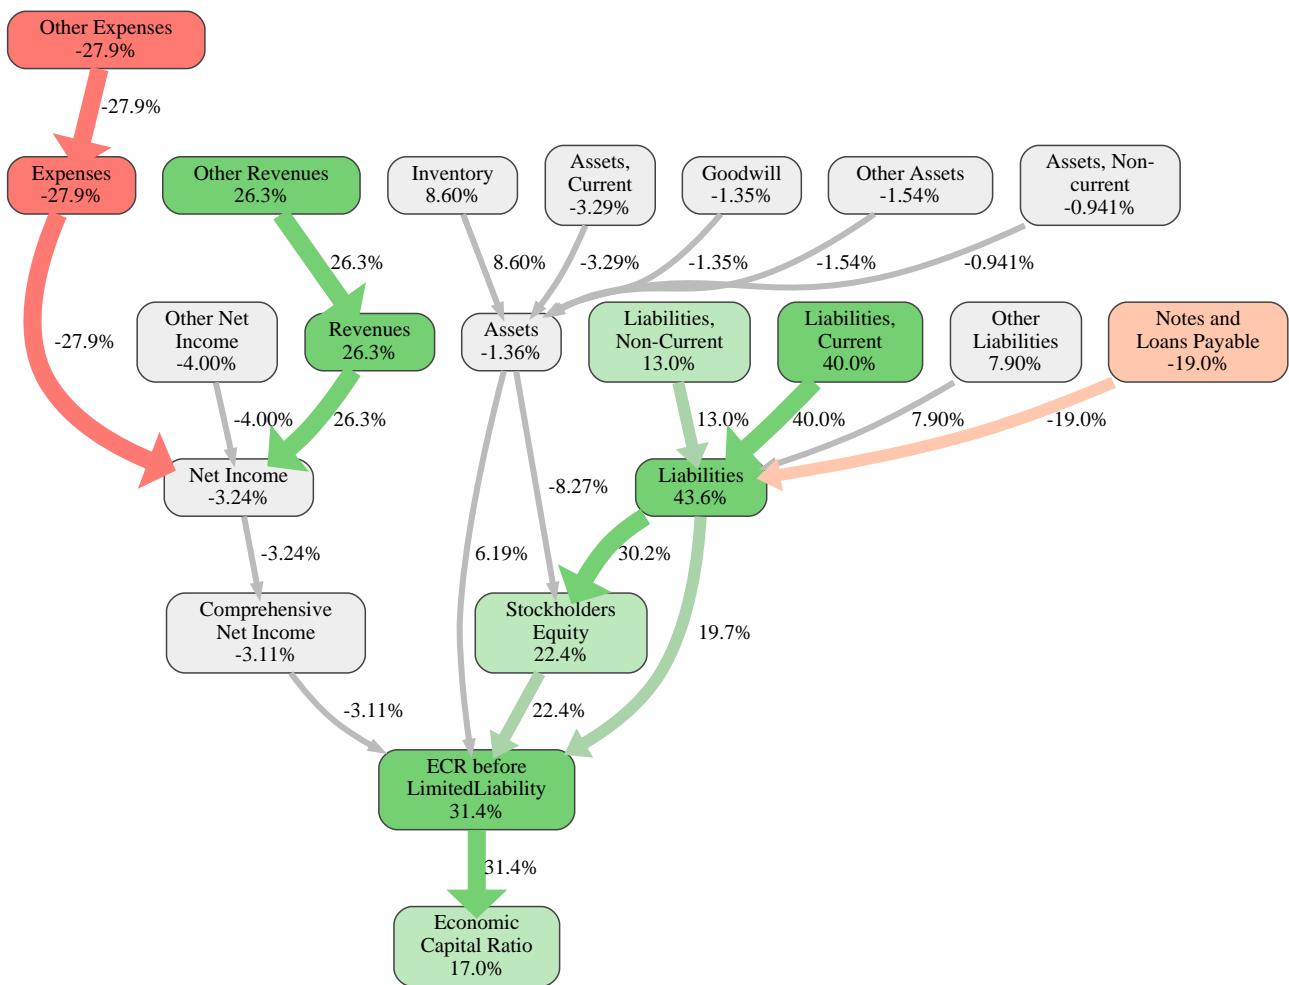 Other Expenses
-27.9%
-27.9%
Expenses
-27.9%
Other Revenues
26.3%
Inventory
8.60%
Assets,
Current
-3.29%
Goodwill
-1.35%
Other Assets
-1.54%
Assets, Non-
current
-0.941%
26.3%
8.60%
-3.29%
-1.35%
-1.54%
-0.941%
-27.9%
Other Net
Income
-4.00%
Revenues
26.3%
Assets
-1.36%
Liabilities,
Non-Current
13.0%
Liabilities,
Current
40.0%
Other
Liabilities
7.90%
Notes and
Loans Payable
-19.0%
-4.00%
26.3%
13.0%
40.0%
7.90%
-19.0%
Net Income
-3.24%
-8.27%
Liabilities
43.6%
-3.24%
6.19%
30.2%
Comprehensive
Net Income
-3.11%
Stockholders
Equity
22.4%
19.7%
-3.11%
22.4%
ECR before
LimitedLiability
31.4%
31.4%
Economic
Capital Ratio
17.0%